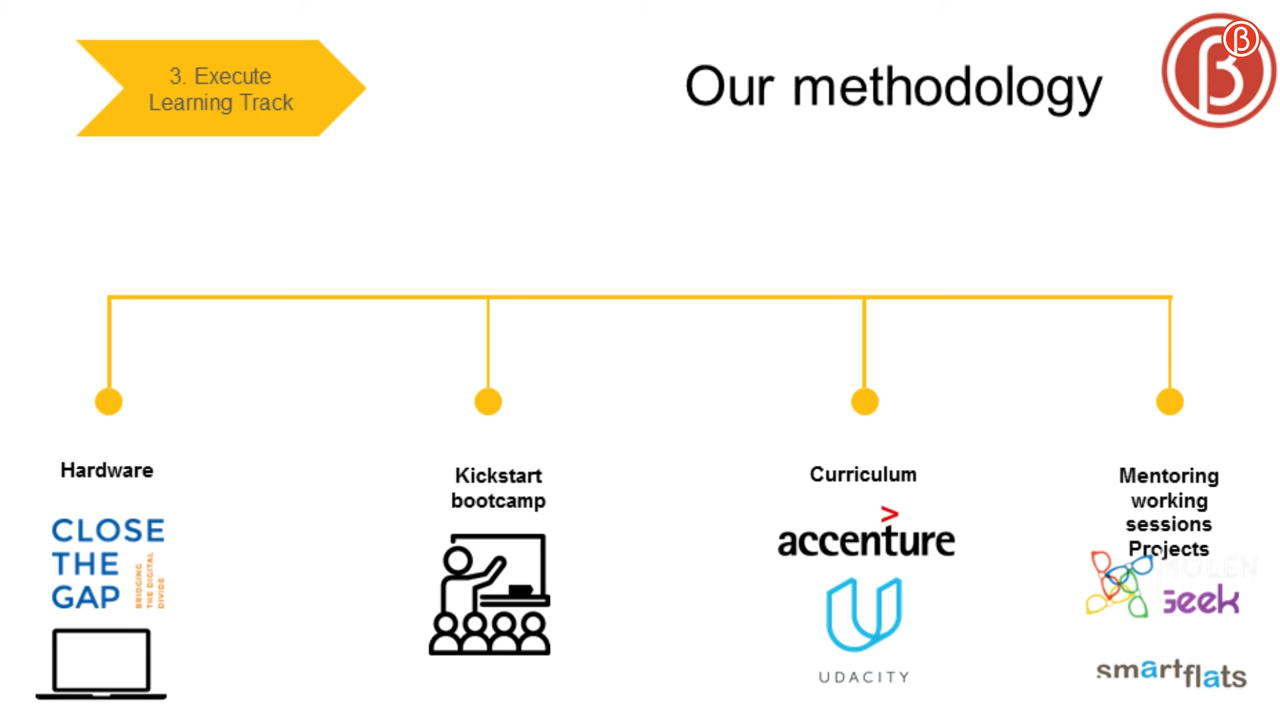 3. Execute
Learning Track
Our methodology
β
β
Hardware
CLOSE
THE
GAP
BRIDGING
THE DIGITAL
DIVIDE
Kickstart
bootcamp
Curriculum
accenture
UDACITY
Mentoring
working
sessions
Projects
MOLEN
Geek
smartflats